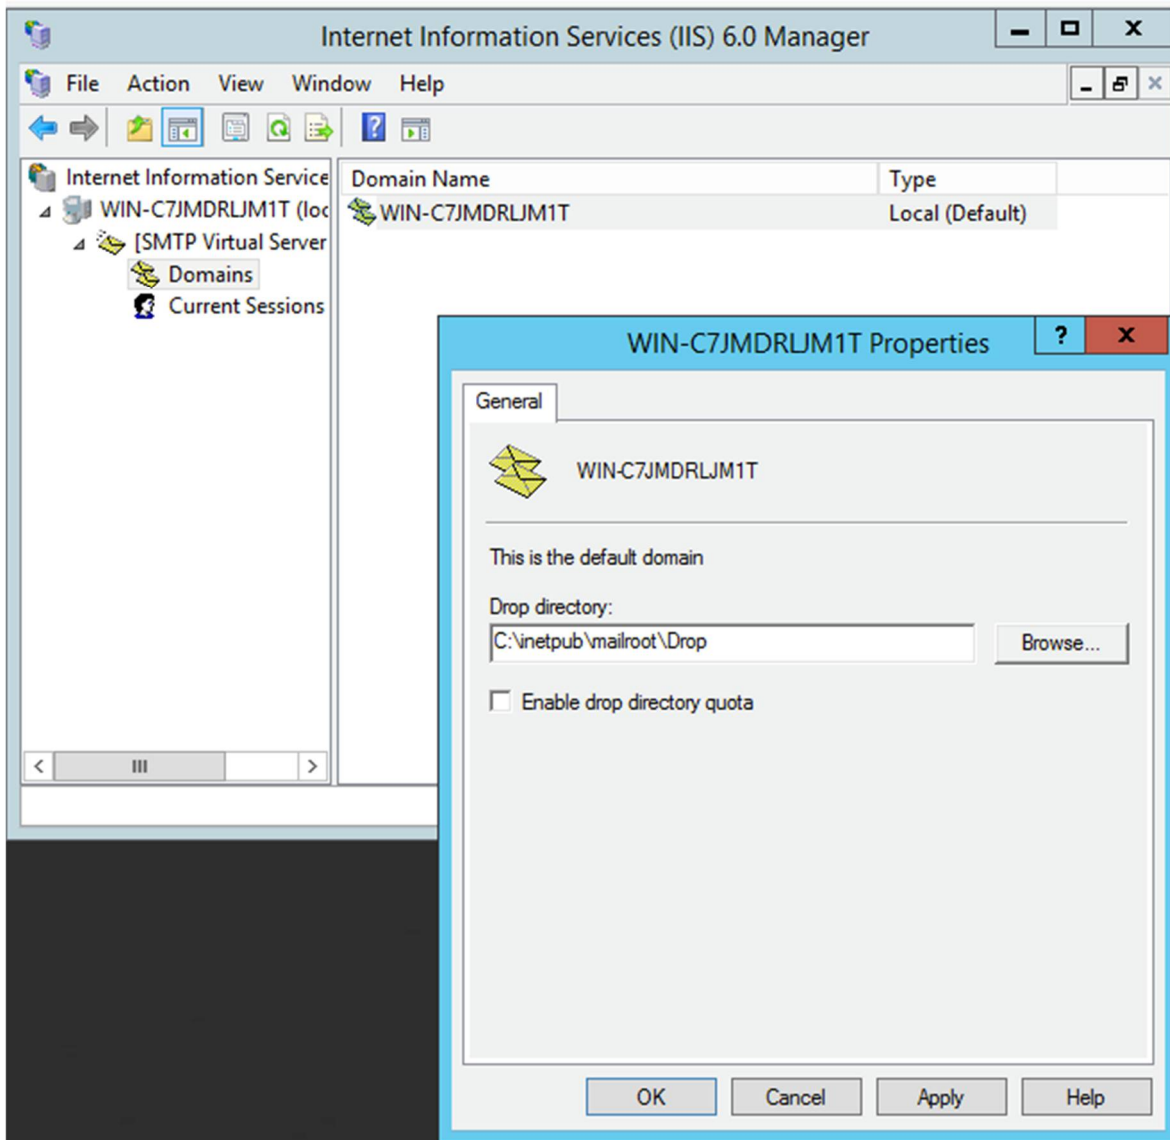 Internet Information Services (IIS) 6.0 Manager
File Action View Window Help
Internet Information Service
WIN-C7JMDRLJM1T (loc
[SMTP Virtual Server
Domains
Current Sessions
Domain Name Type
WIN-C7JMDRLJM1T Local (Default)
WIN-C7JMDRLJM1T Properties
General
WIN-C7JMDRLJM1T
This is the default domain
Drop directory:
C:\inetpub\mailroot\Drop Browse...
Enable drop directory quota
OK Cancel Apply Help